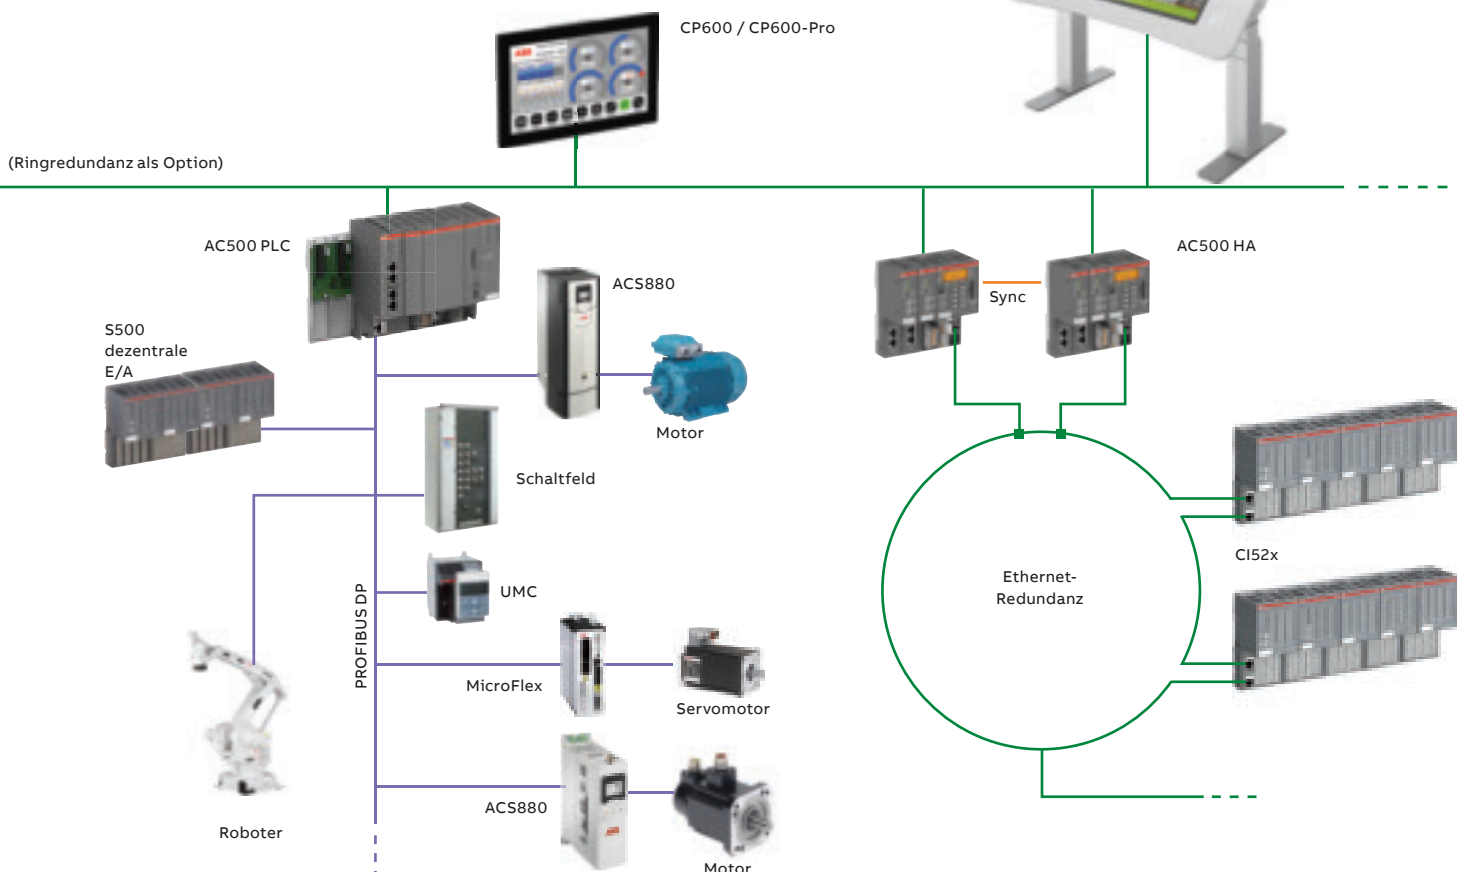 CP600 / CP600-Pro
(Ringredundanz als Option)
AC500 PLC
AC500 HA
ACS880
Sync
S500
dezentrale
E/A
Motor
Schaltfeld
CI52x
Ethernet-
Redundanz
UMC
PROFIBUS DP
MicroFlex
Servomotor
ACS880
Roboter
Motor